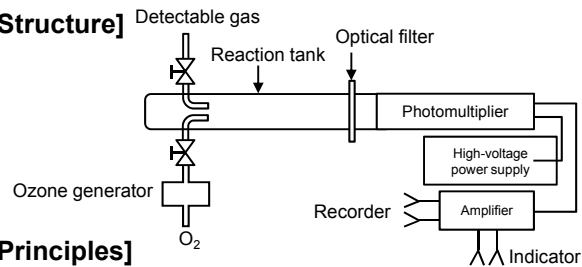 Structure]
Detectable gas
Optical filter
Reaction tank
Photomultiplier
High-voltage
power supply
Ozone generator
Recorder
Amplifier
O2
Principles]
Indicator